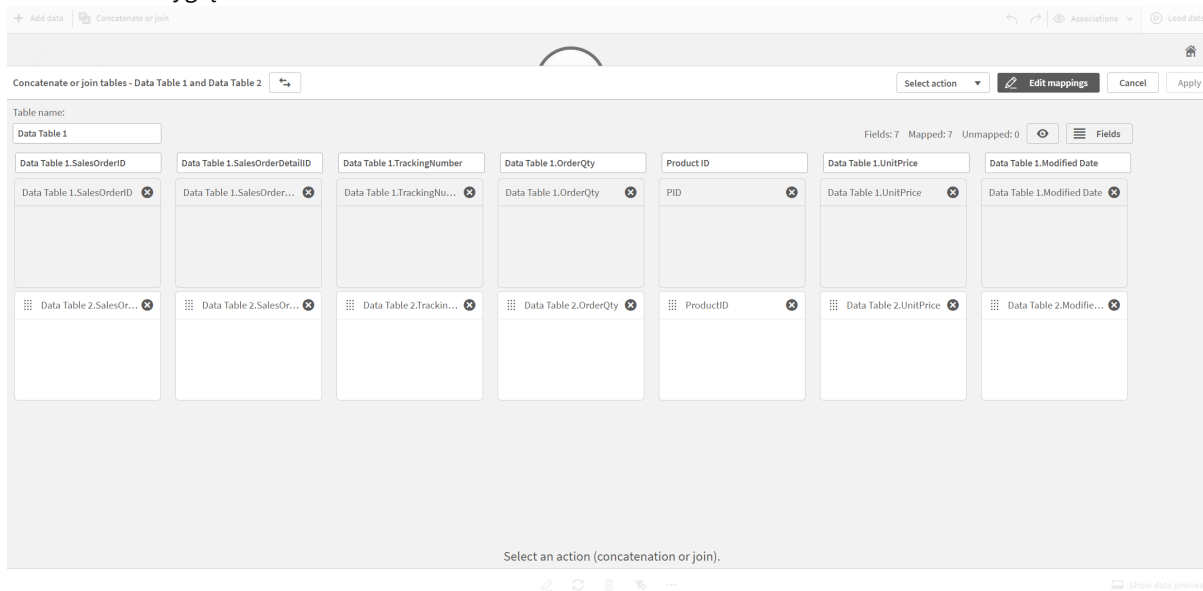 Add data Concatenate or join Associations Load data
Concatenate or join tables - Data Table 1 and Data Table 2 Select action Edit mappings Cancel Apply
Table name:
Data Table 1 Fields: 7 Mapped: 7 Unmapped: 0 Fields
Data Table 1.SalesOrderID Data Table 1.SalesOrderDetailID Data Table 1.TrackingNumber Data Table 1.OrderQty Product ID Data Table 1.UnitPrice Data Table 1.Modified Date
Data Table 1.SalesOrderID Data Table 1.SalesOrder... Data Table 1.TrackingNu... Data Table 1.OrderQty PID Data Table 1.UnitPrice Data Table 1.Modified Date
Data Table 2.SalesOr... Data Table 2.SalesOr... Data Table 2.Trackin... Data Table 2.OrderQty ProductID Data Table 2.UnitPrice Data Table 2.Modifie...
Select an action (concatenation or join).
Show data preview